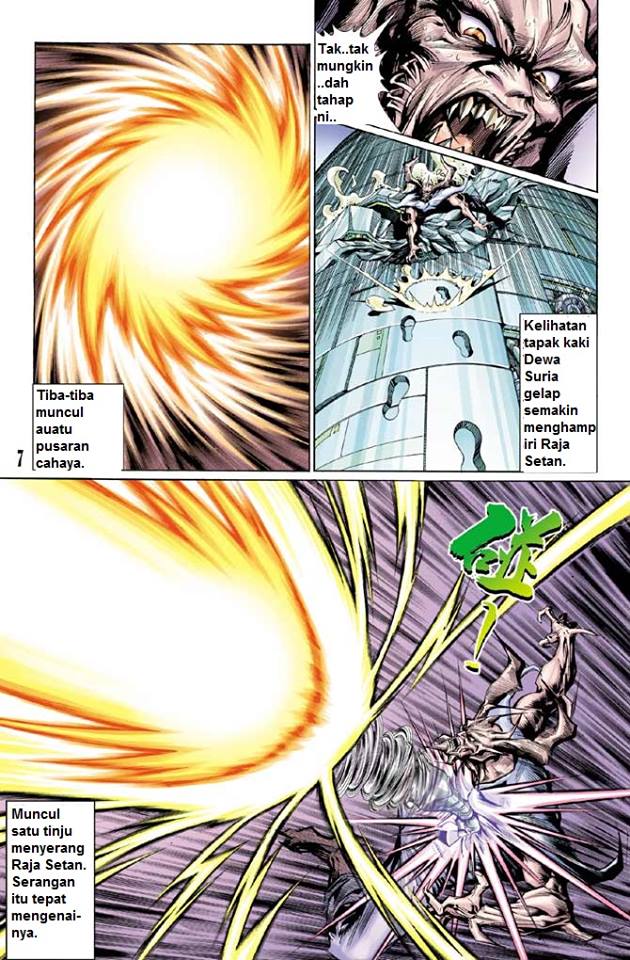 Tak..tak
mungkin
..dah
tahap
ni..
Tiba-tiba
muncul
auatu
pusaran
cahaya.
Kelihatan
tapak kaki
Dewa
Suria
gelap
semakin
menghamp
iri Raja
Setan.
7
碰!
Muncul
satu tinju
menyerang
Raja Setan.
Serangan
itu tepat
mengenai-
nya.